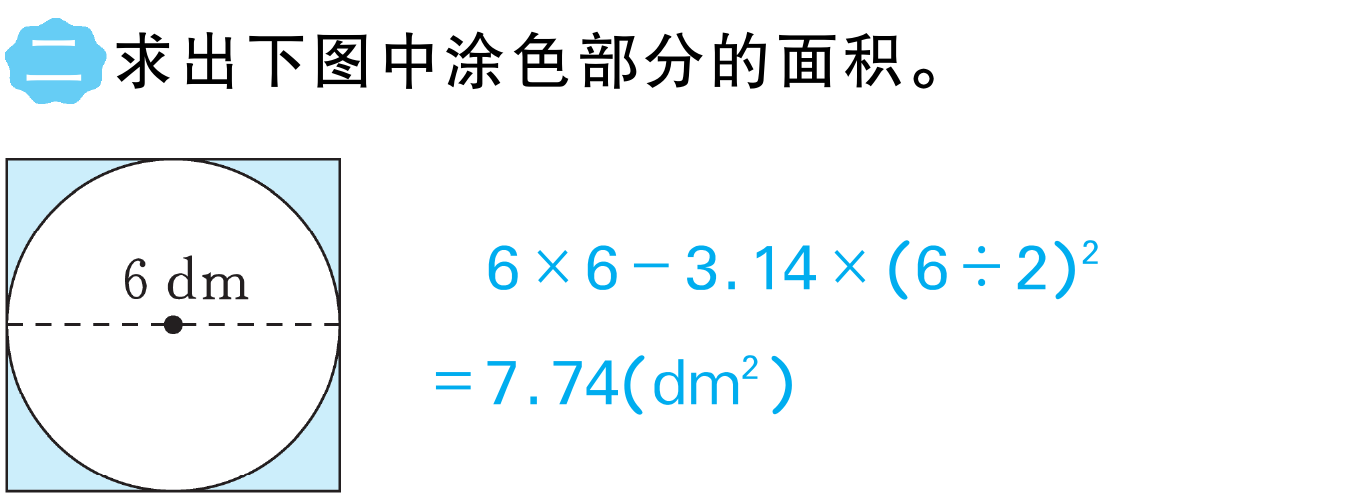 二 求出下图中涂色部分的面积。
6 dm
6×6-3.14×(6÷2)²
=7.74(dm²)